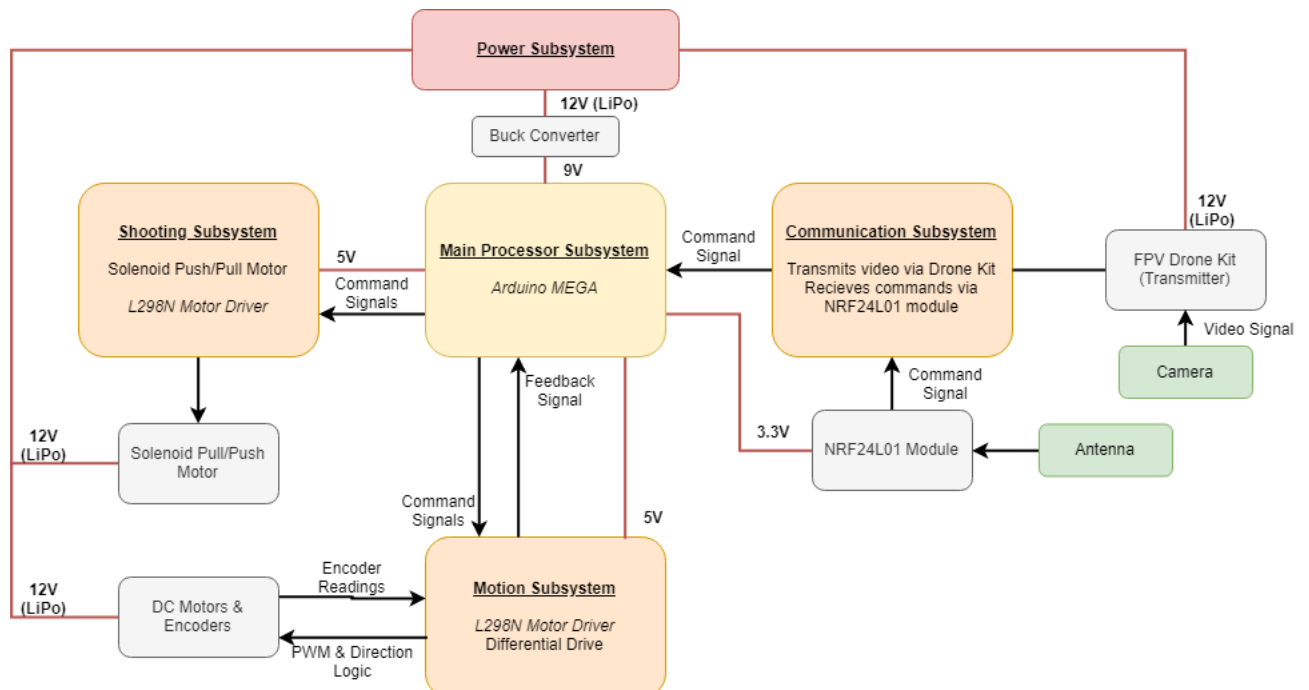 Power Subsystem
12V (LiPo)
Buck Converter
9V
12V
(LiPo)
Shooting Subsystem
Solenoid Push/Pull Motor
L298N Motor Driver
5V
Command
Signals
Main Processor Subsystem
Arduino MEGA
Command
Signal
Communication Subsystem
Transmits video via Drone Kit
Recieves commands via
NRF24L01 module
FPV Drone Kit
(Transmitter)
Video Signal
Camera
Feedback
Signal
Command
Signal
12V
(LiPo)
Solenoid Pull/Push
Motor
3.3V
NRF24L01 Module
Antenna
Command
Signals
5V
12V
(LiPo)
DC Motors &
Encoders
Encoder
Readings
PWM & Direction
Logic
Motion Subsystem
L298N Motor Driver
Differential Drive